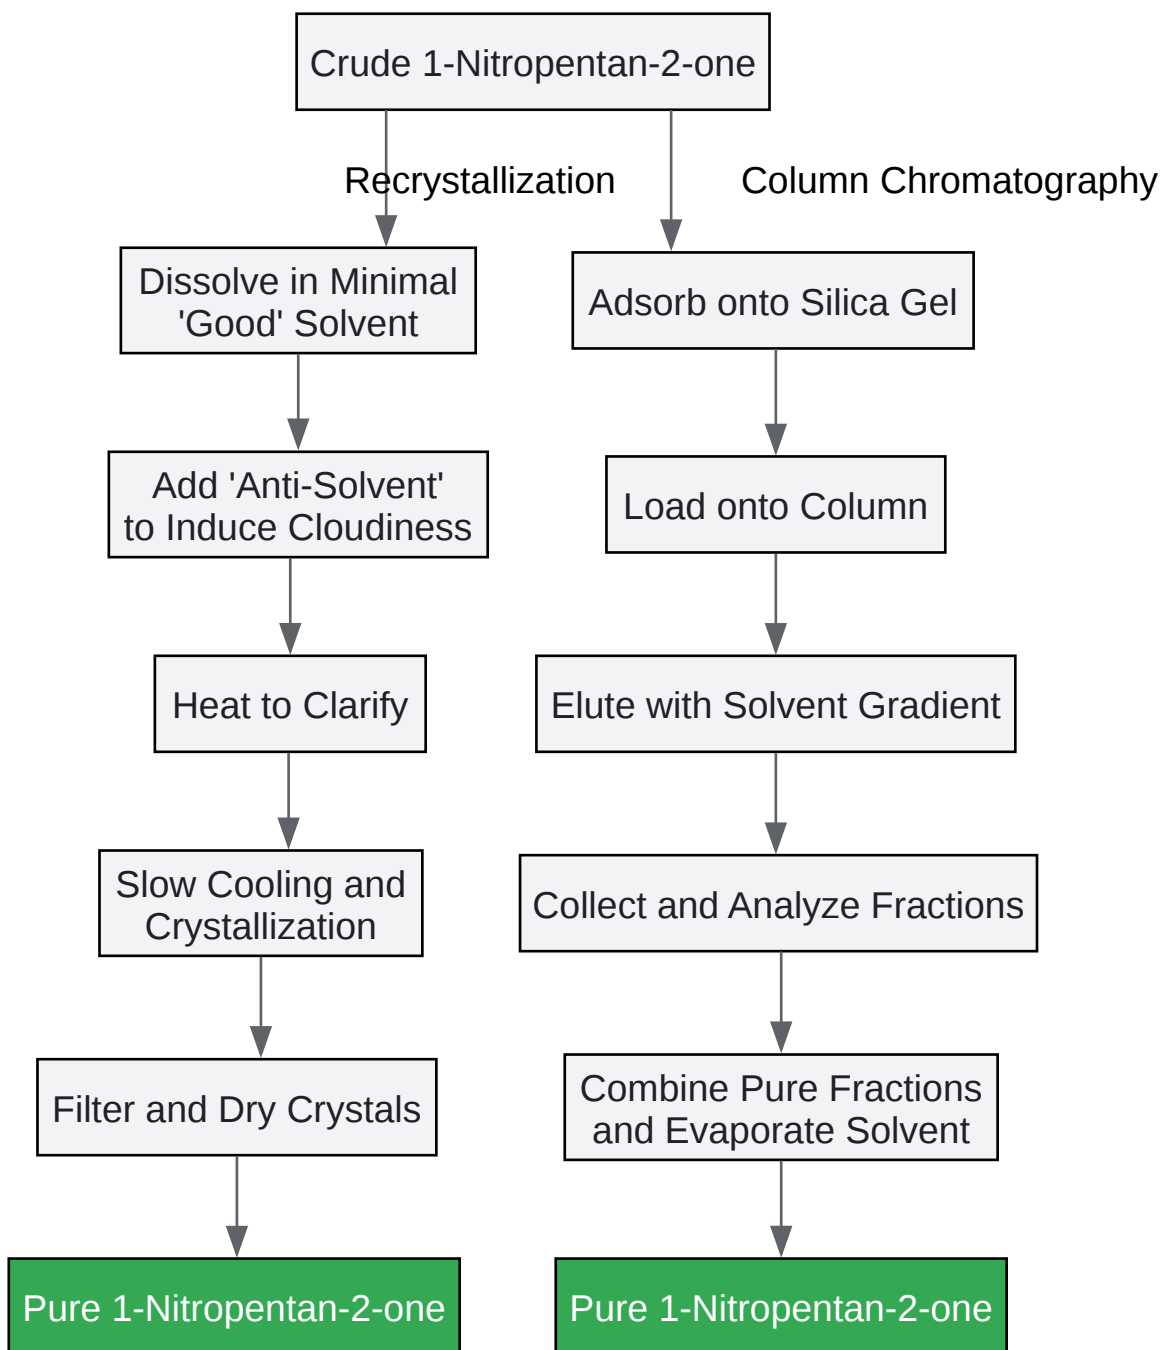 Crude 1-Nitropentan-2-one
Recrystallization
Column Chromatography
Dissolve in Minimal
'Good' Solvent
Adsorb onto Silica Gel
Add 'Anti-Solvent'
to Induce Cloudiness
Load onto Column
Heat to Clarify
Elute with Solvent Gradient
Slow Cooling and
Crystallization
Collect and Analyze Fractions
Filter and Dry Crystals
Combine Pure Fractions
and Evaporate Solvent
Pure 1-Nitropentan-2-one
Pure 1-Nitropentan-2-one